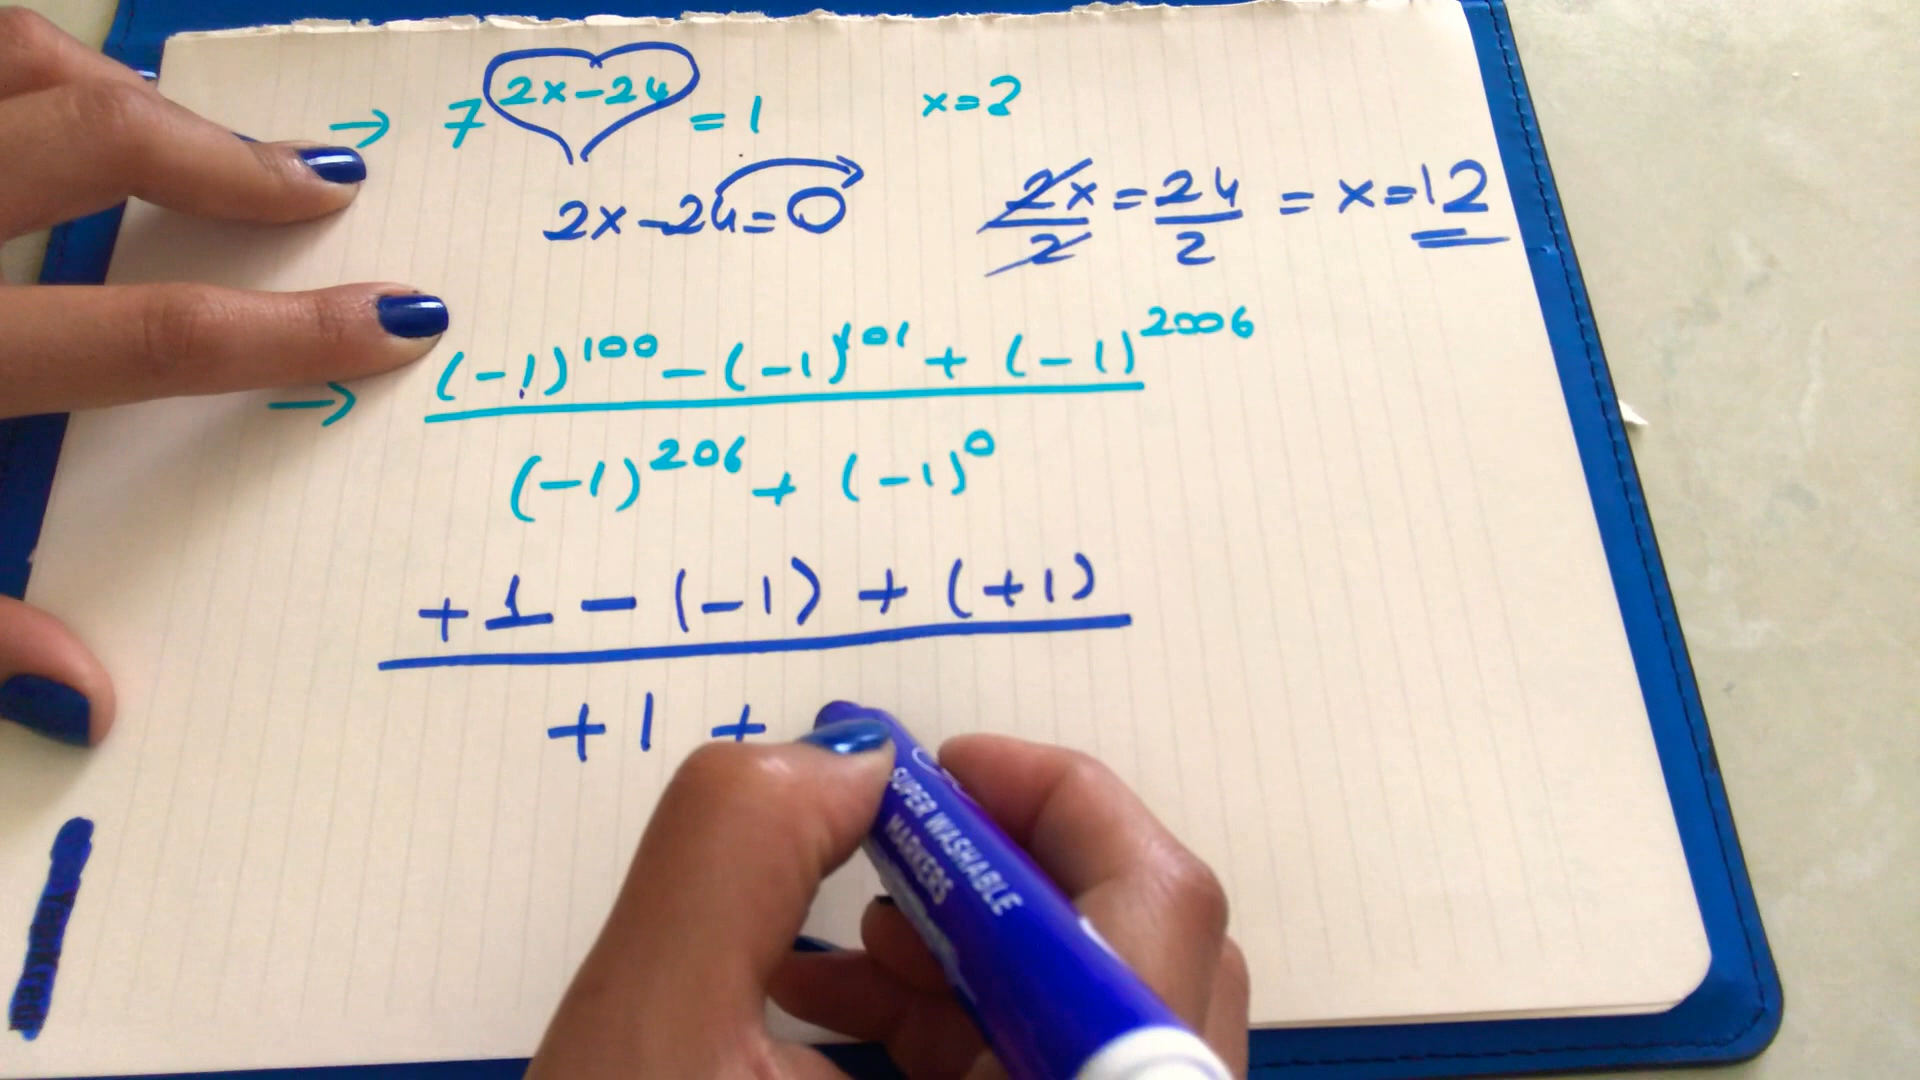 → 7^(2x-24) = 1 x=?
2x-24=0 2x/2 = 24/2 = x=12
→ ((-1)^100 - (-1)^101 + (-1)^2006) / ((-1)^206 + (-1)^0)
+1 - (-1) + (+1)
+1 +
SUPER WASHABLE
MARKERS